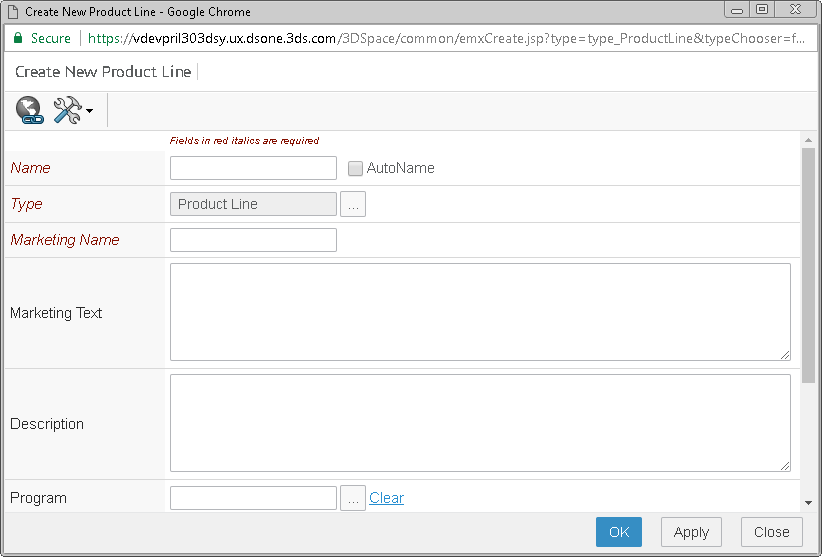 Create New Product Line - Google Chrome
Secure https://vdevpril303dsy.ux.dsone.3ds.com/3DSpace/common/emxCreate.jsp?type=type_ProductLine&typeChooser=f...
Create New Product Line
Fields in red italics are required
Name AutoName
Type Product Line ...
Marketing Name
Marketing Text
Description
Program ... Clear
OK Apply Close